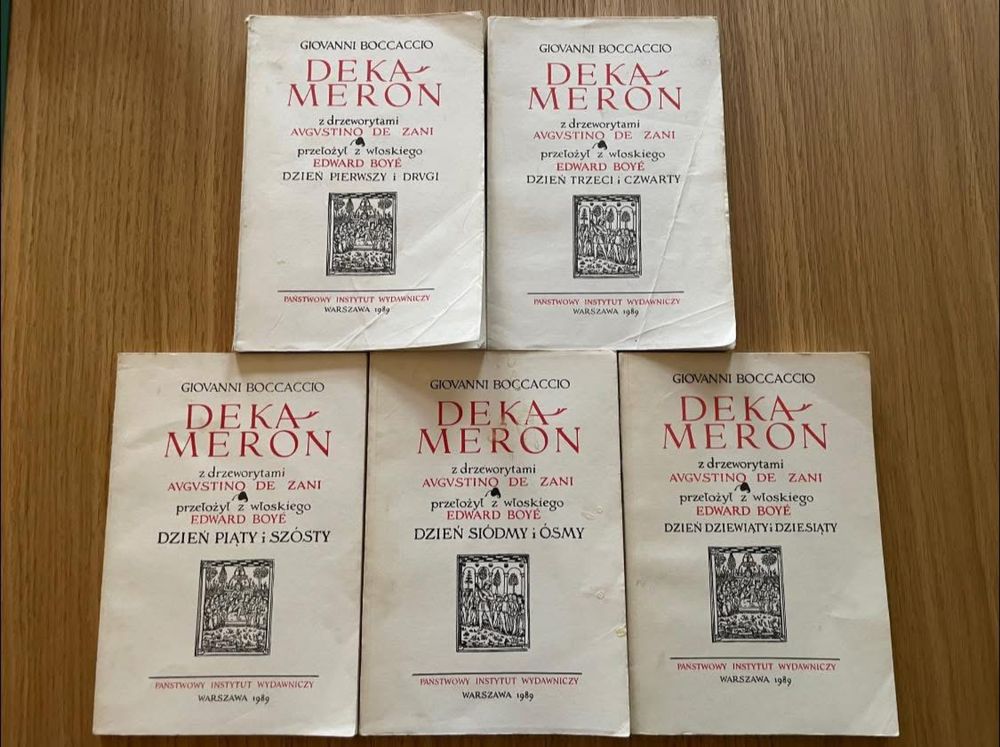 GIOVANNI BOCCACCIO
DEKA
MERON
z drzeworytami
AVGVSTINO DE ZANI
przełożył z włoskiego
EDWARD BOYÉ
DZIEŃ PIERWSZY i DRVGI
PAŃSTWOWY INSTYTUT WYDAWNICZY
WARSZAWA 1989
GIOVANNI BOCCACCIO
DEKA
MERON
z drzeworytami
AVGVSTINO DE ZANI
przełożył z włoskiego
EDWARD BOYÉ
DZIEŃ TRZECI i CZWARTY
PAŃSTWOWY INSTYTUT WYDAWNICZY
WARSZAWA 1989
GIOVANNI BOCCACCIO
DEKA
MERON
z drzeworytami
AVGVSTINO DE ZANI
przełożył z włoskiego
EDWARD BOYÉ
DZIEŃ PIĄTY i SZÓSTY
PAŃSTWOWY INSTYTUT WYDAWNICZY
WARSZAWA 1989
GIOVANNI BOCCACCIO
DEKA
MERON
z drzeworytami
AVGVSTINO DE ZANI
przełożył z włoskiego
EDWARD BOYÉ
DZIEŃ SIÓDMY i ÓSMY
PAŃSTWOWY INSTYTUT WYDAWNICZY
WARSZAWA 1989
GIOVANNI BOCCACCIO
DEKA
MERON
z drzeworytami
AVGVSTINO DE ZANI
przełożył z włoskiego
EDWARD BOYÉ
DZIEŃ DZIEWIĄTY i DZIESIĄTY
PAŃSTWOWY INSTYTUT WYDAWNICZY
WARSZAWA 1989